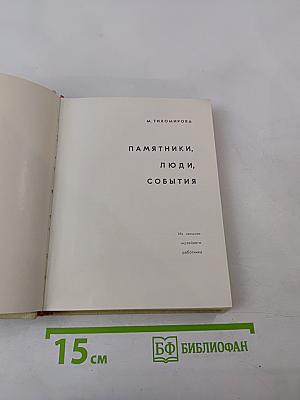 М. ТИХОМИРОВА
ПАМЯТНИКИ,
ЛЮДИ,
СОБЫТИЯ
Из записок
музейного
работника
15 см
БФ БИБЛИОФАН